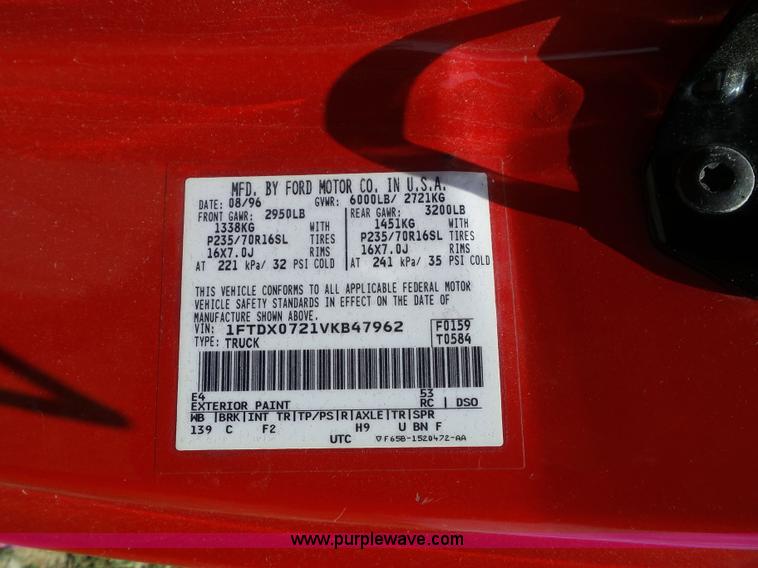 MFD. BY FORD MOTOR CO. IN U.S.A.
DATE: 08/96 GVWR: 6000LB/ 2721KG
FRONT GAWR: 2950LB REAR GAWR: 3200LB
1338KG WITH 1451KG WITH
P235/70R16SL TIRES P235/70R16SL TIRES
16X7.0J RIMS 16X7.0J RIMS
AT 221 kPa/ 32 PSI COLD AT 241 kPa/ 35 PSI COLD
THIS VEHICLE CONFORMS TO ALL APPLICABLE FEDERAL MOTOR
VEHICLE SAFETY STANDARDS IN EFFECT ON THE DATE OF
MANUFACTURE SHOWN ABOVE.
VIN: 1FTDX0721VKB47962 F0159
TYPE: TRUCK T0584
E4 53
EXTERIOR PAINT RC | DSO
WB |BRK|INT TR|TP/PS|R|AXLE|TR|SPR
139 C F2 H9 U BN F
UTC ▽F65B-1520472-AA
www.purplewave.com